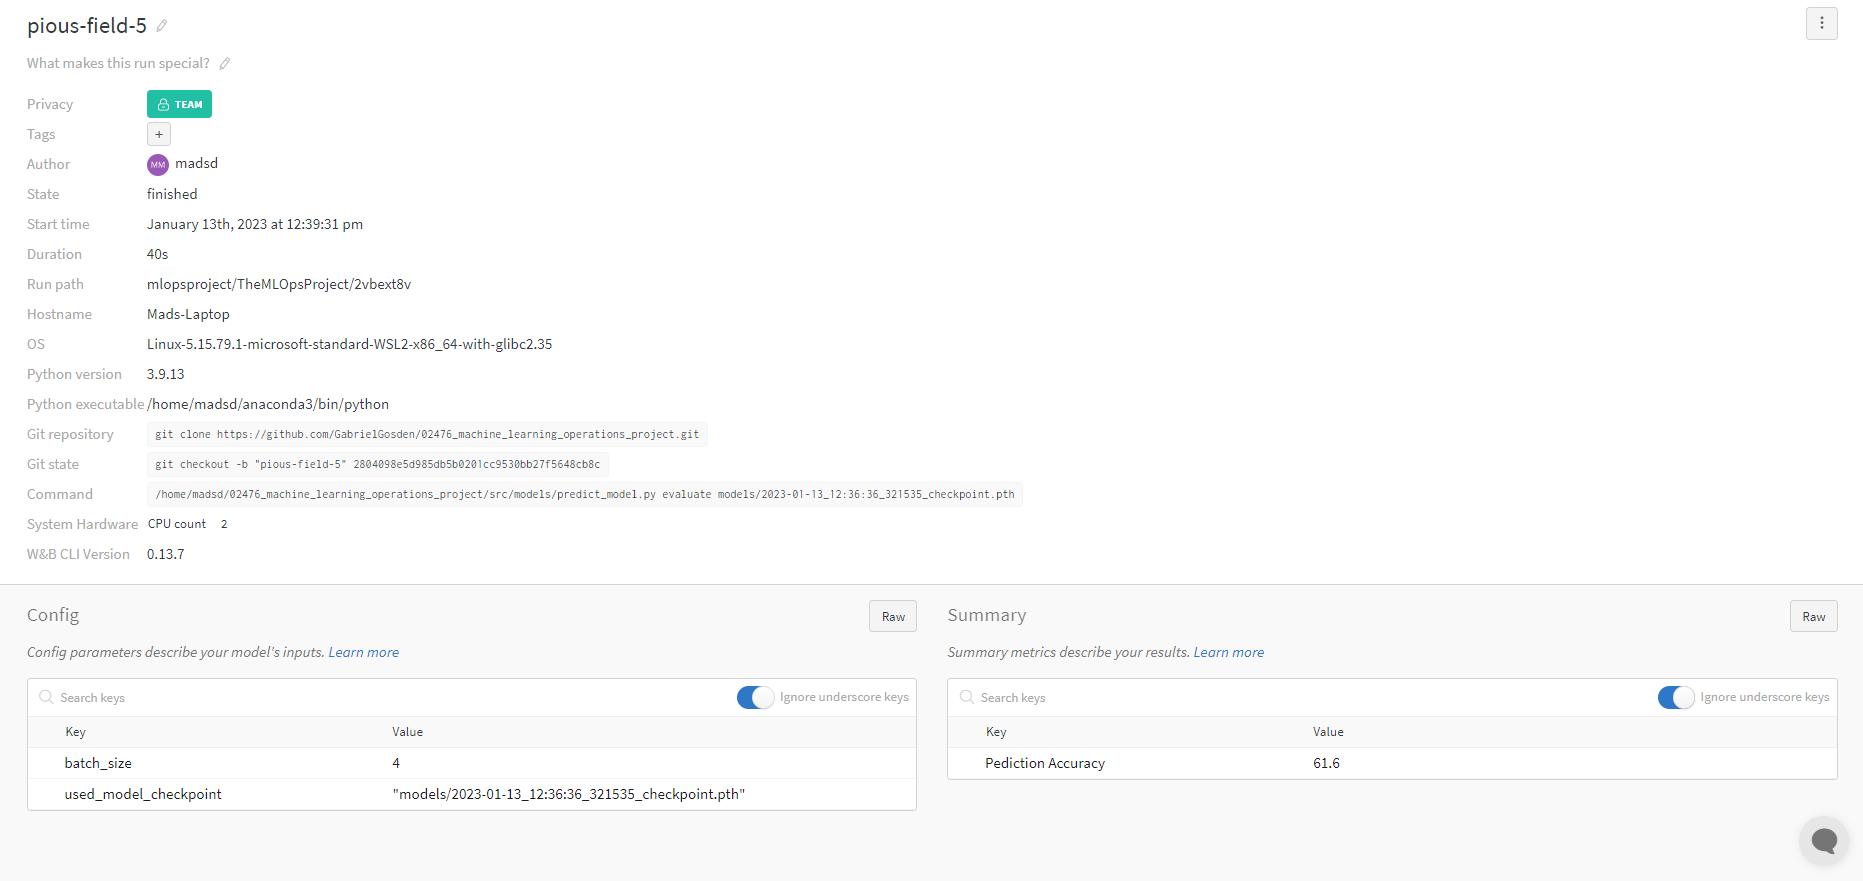 pious-field-5
What makes this run special?
Privacy TEAM
Tags +
Author MM madsd
State finished
Start time January 13th, 2023 at 12:39:31 pm
Duration 40s
Run path mlopsproject/TheMLOpsProject/2vbext8v
Hostname Mads-Laptop
OS Linux-5.15.79.1-microsoft-standard-WSL2-x86_64-with-glibc2.35
Python version 3.9.13
Python executable /home/madsd/anaconda3/bin/python
Git repository git clone https://github.com/GabrielGosden/02476_machine_learning_operations_project.git
Git state git checkout -b "pious-field-5" 2804098e5d985db5b0201cc9530bb27f5648cb8c
Command /home/madsd/02476_machine_learning_operations_project/src/models/predict_model.py evaluate models/2023-01-13_12:36:36_321535_checkpoint.pth
System Hardware CPU count 2
W&B CLI Version 0.13.7
Config Raw
Config parameters describe your model's inputs. Learn more
Search keys Ignore underscore keys
Key Value
batch_size 4
used_model_checkpoint "models/2023-01-13_12:36:36_321535_checkpoint.pth"
Summary Raw
Summary metrics describe your results. Learn more
Search keys Ignore underscore keys
Key Value
Pediction Accuracy 61.6